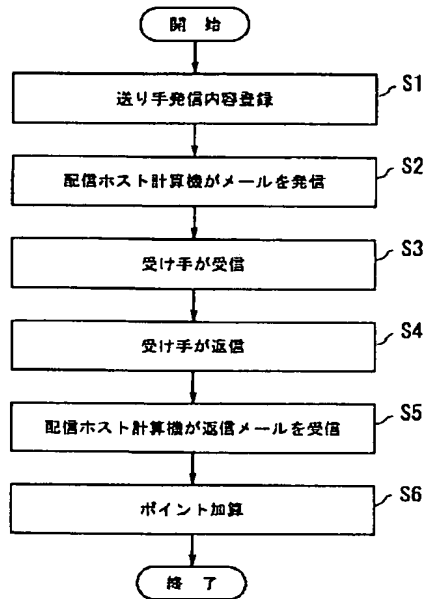 開 始
送り手発信内容登録
S1
配信ホスト計算機がメールを発信
S2
受け手が受信
S3
受け手が返信
S4
配信ホスト計算機が返信メールを受信
S5
ポイント加算
S6
終 了